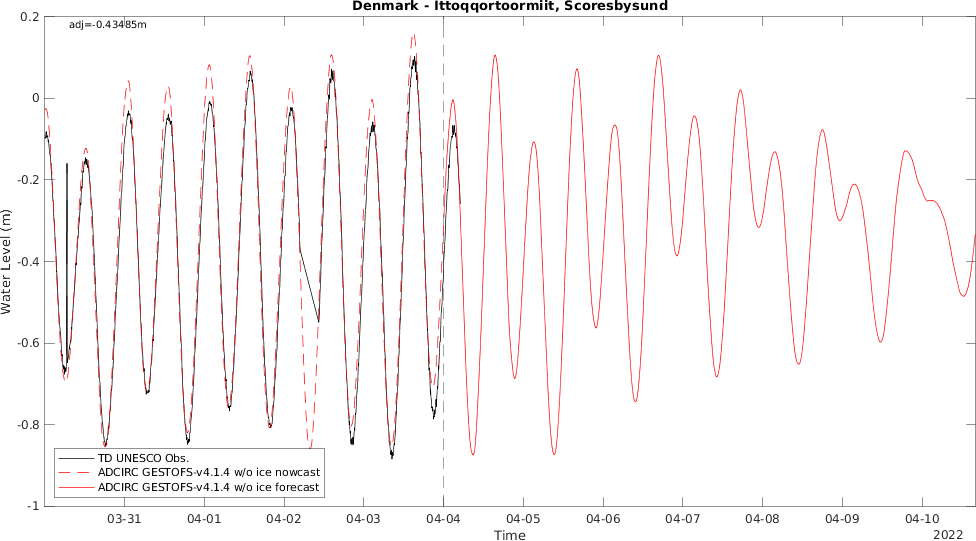 Denmark - Ittoqqortoormiit, Scoresbysund
adj=-0.43485m
0.2
0
-0.2
-0.4
-0.6
-0.8
-1
Water Level (m)
TD UNESCO Obs.
ADCIRC GESTOFS-v4.1.4 w/o ice nowcast
ADCIRC GESTOFS-v4.1.4 w/o ice forecast
03-31 04-01 04-02 04-03 04-04 04-05 04-06 04-07 04-08 04-09 04-10
Time
2022